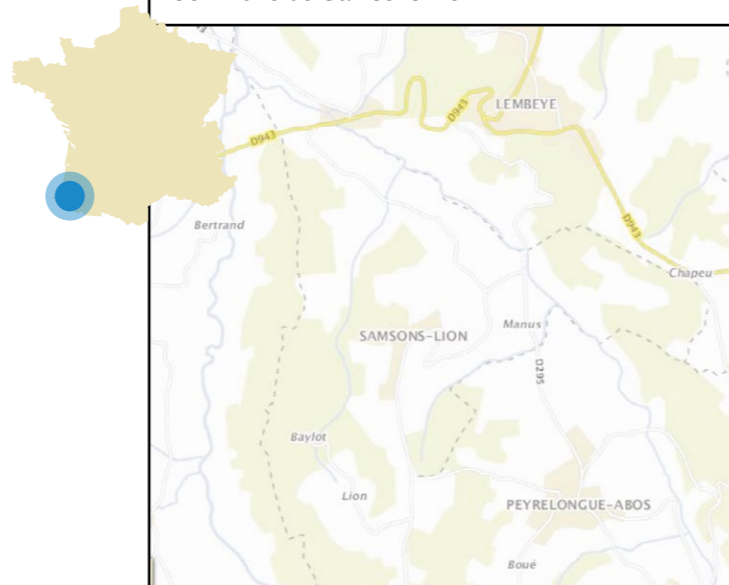 D943
LEMBEYE
D943
D943
Bertrand
Chapeu
Manus
SAMSONS-LION
D295
Baylot
Lion
PEYRELONGUE-ABOS
Boué